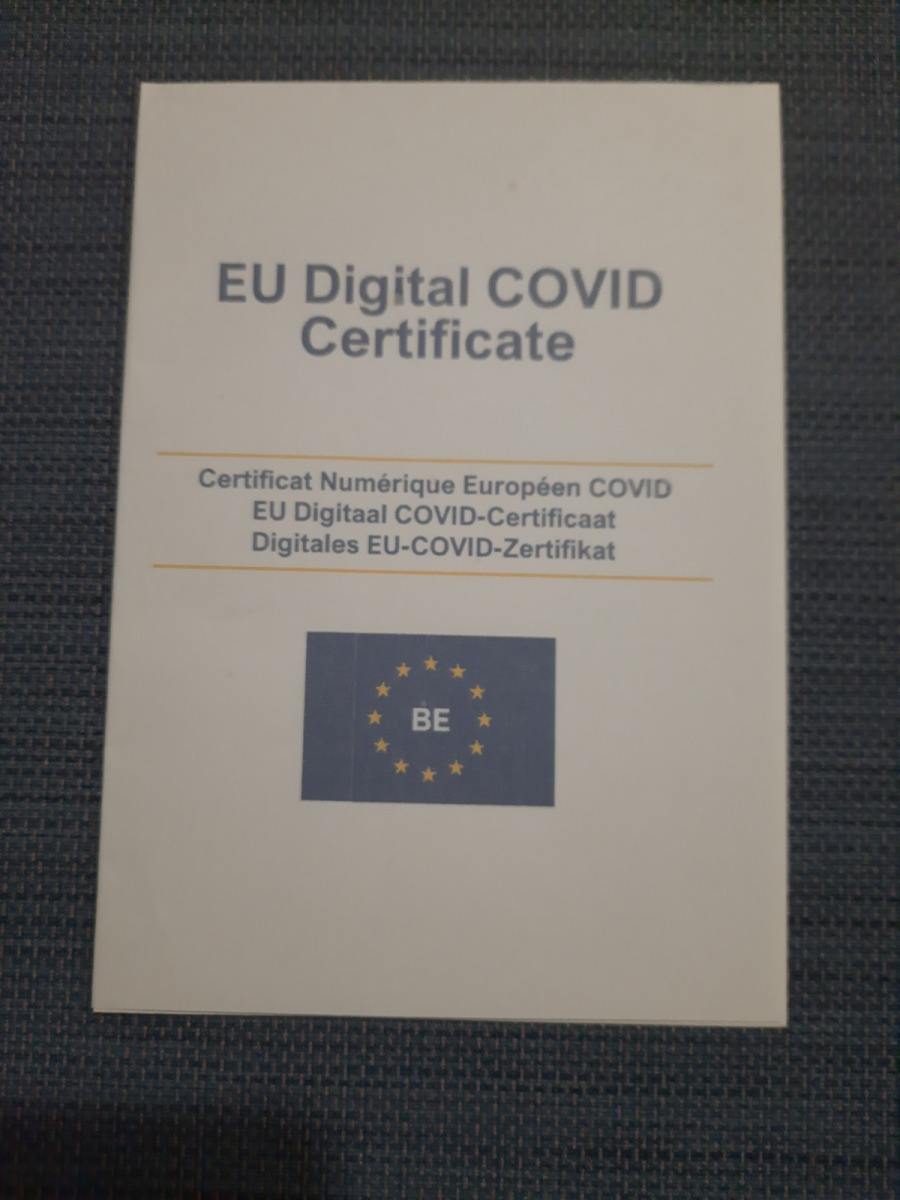 EU Digital COVID
Certificate
Certificat Numérique Européen COVID
EU Digitaal COVID-Certificaat
Digitales EU-COVID-Zertifikat
BE